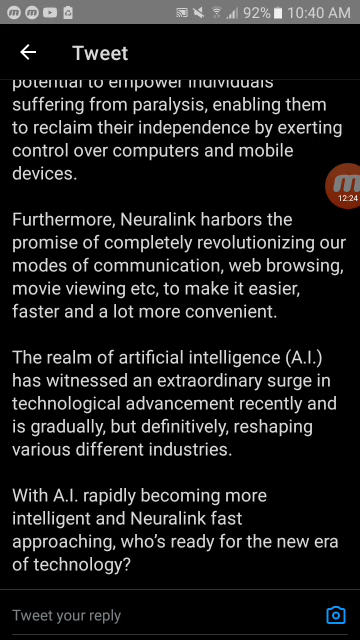 92% 10:40 AM
Tweet
potential to empower individuals
suffering from paralysis, enabling them
to reclaim their independence by exerting
control over computers and mobile
devices.
12:24
Furthermore, Neuralink harbors the
promise of completely revolutionizing our
modes of communication, web browsing,
movie viewing etc, to make it easier,
faster and a lot more convenient.
The realm of artificial intelligence (A.I.)
has witnessed an extraordinary surge in
technological advancement recently and
is gradually, but definitively, reshaping
various different industries.
With A.I. rapidly becoming more
intelligent and Neuralink fast
approaching, who's ready for the new era
of technology?
Tweet your reply